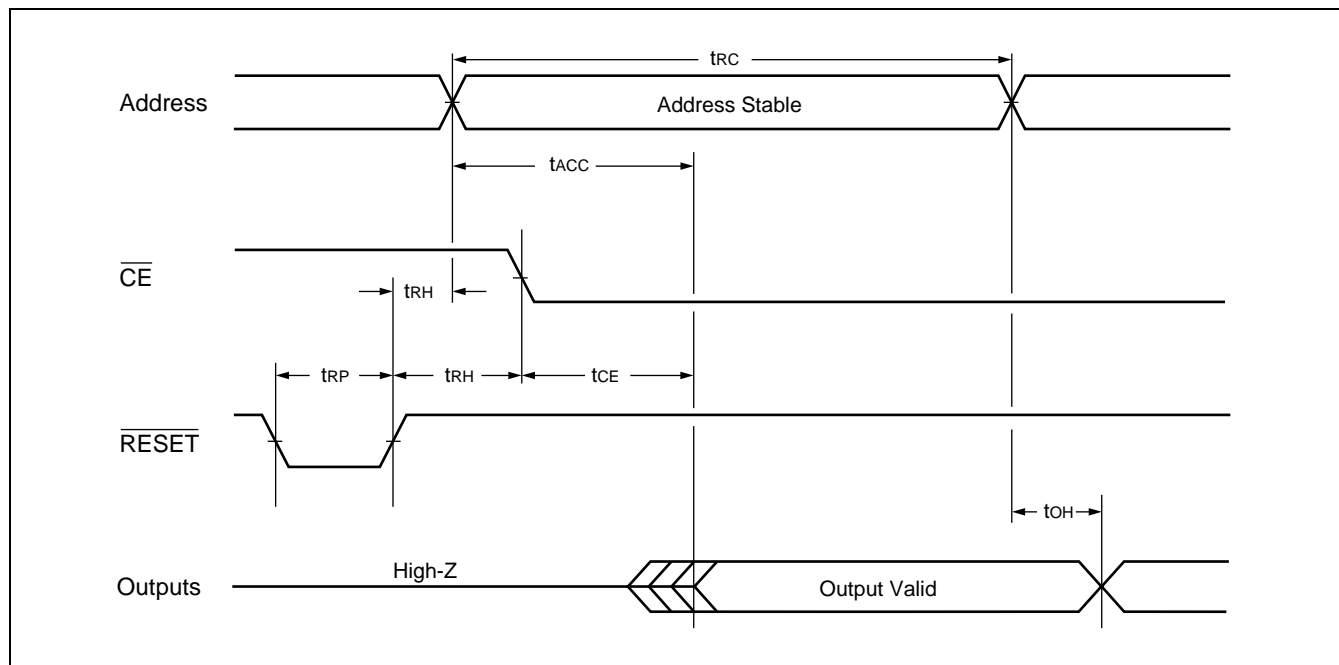 tRC
Address
Address Stable
tACC
CE
tRH
tRP
tRH
tCE
RESET
tOH
High-Z
Outputs
Output Valid